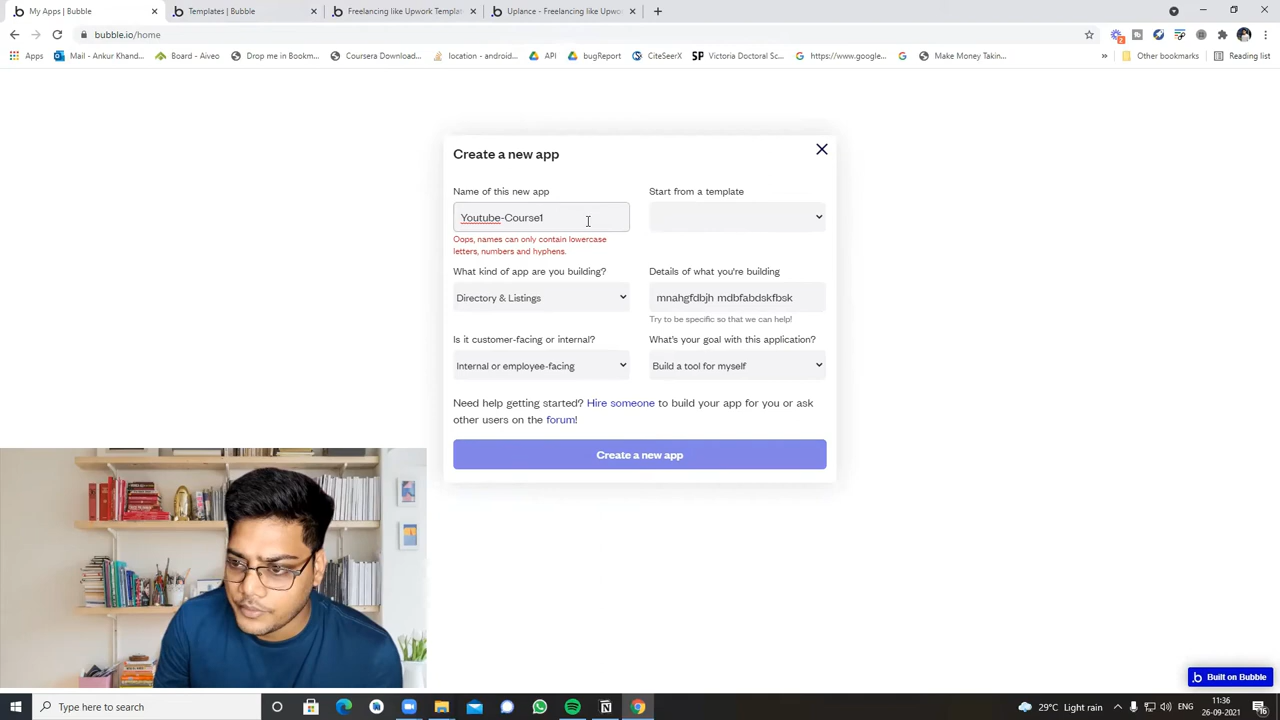 My Apps | Bubble
Templates | Bubble
Freelancing like Upwork Templat
Uplance - Freelancing like Upwo
bubble.io/home
Apps
Mail - Ankur Khand...
Board - Aiveo
Drop me in Bookm...
Coursera Download...
location - android...
API
bugReport
CiteSeerX
SP Victoria Doctoral Sc...
https://www.google...
Make Money Takin...
Other bookmarks
Reading list
Create a new app
Name of this new app
Start from a template
Youtube-Course1
Oops, names can only contain lowercase
letters, numbers and hyphens.
What kind of app are you building?
Details of what you're building
Directory & Listings
mnahgfdbjh mdbfabdskfbsk
Try to be specific so that we can help!
Is it customer-facing or internal?
What's your goal with this application?
Internal or employee-facing
Build a tool for myself
Need help getting started? Hire someone to build your app for you or ask
other users on the forum!
Create a new app
Built on Bubble
Type here to search
29°C Light rain
ENG
11:36
26-09-2021